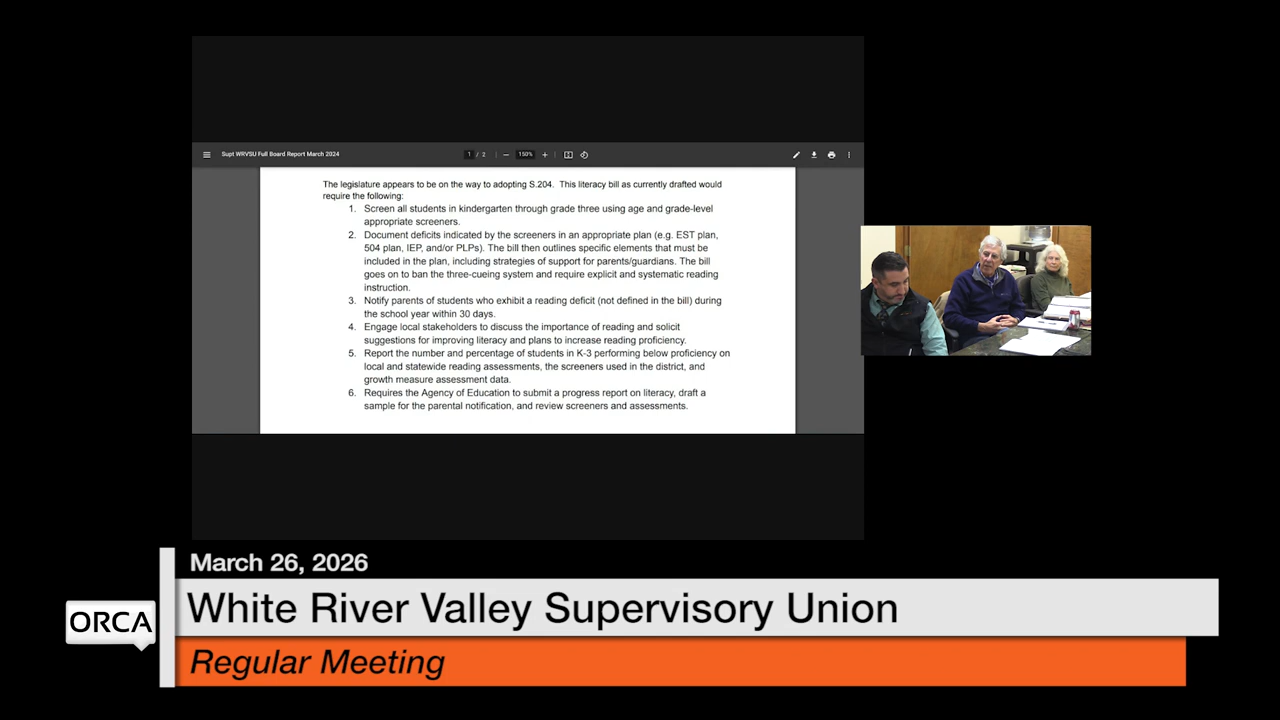 Supt WRVSU Full Board Report March 2024
1 / 2
150%
The legislature appears to be on the way to adopting S.204. This literacy bill as currently drafted would
require the following:
1. Screen all students in kindergarten through grade three using age and grade-level
appropriate screeners.
2. Document deficits indicated by the screeners in an appropriate plan (e.g. EST plan,
504 plan, IEP, and/or PLPs). The bill then outlines specific elements that must be
included in the plan, including strategies of support for parents/guardians. The bill
goes on to ban the three-cueing system and require explicit and systematic reading
instruction.
3. Notify parents of students who exhibit a reading deficit (not defined in the bill) during
the school year within 30 days.
4. Engage local stakeholders to discuss the importance of reading and solicit
suggestions for improving literacy and plans to increase reading proficiency.
5. Report the number and percentage of students in K-3 performing below proficiency on
local and statewide reading assessments, the screeners used in the district, and
growth measure assessment data.
6. Requires the Agency of Education to submit a progress report on literacy, draft a
sample for the parental notification, and review screeners and assessments.
March 26, 2026
White River Valley Supervisory Union
ORCA
Regular Meeting